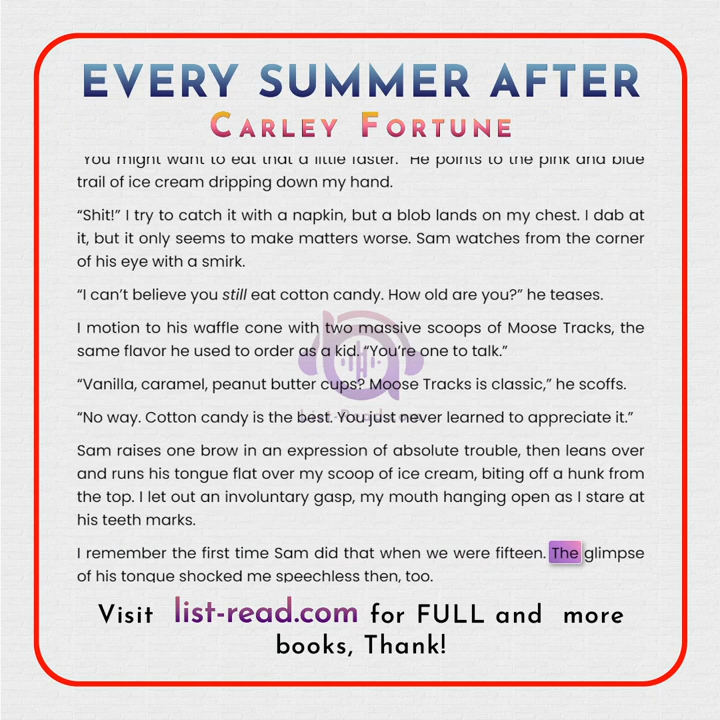 EVERY SUMMER AFTER
CARLEY FORTUNE
"You might want to eat that a little faster." He points to the pink and blue
trail of ice cream dripping down my hand.
"Shit!" I try to catch it with a napkin, but a blob lands on my chest. I dab at
it, but it only seems to make matters worse. Sam watches from the corner
of his eye with a smirk.
"I can't believe you still eat cotton candy. How old are you?" he teases.
I motion to his waffle cone with two massive scoops of Moose Tracks, the
same flavor he used to order as a kid. "You're one to talk."
"Vanilla, caramel, peanut butter cups? Moose Tracks is classic," he scoffs.
"No way. Cotton candy is the best. You just never learned to appreciate it."
Sam raises one brow in an expression of absolute trouble, then leans over
and runs his tongue flat over my scoop of ice cream, biting off a hunk from
the top. I let out an involuntary gasp, my mouth hanging open as I stare at
his teeth marks.
I remember the first time Sam did that when we were fifteen. The glimpse
of his tongue shocked me speechless then, too.
Visit list-read.com for FULL and more
books, Thank!